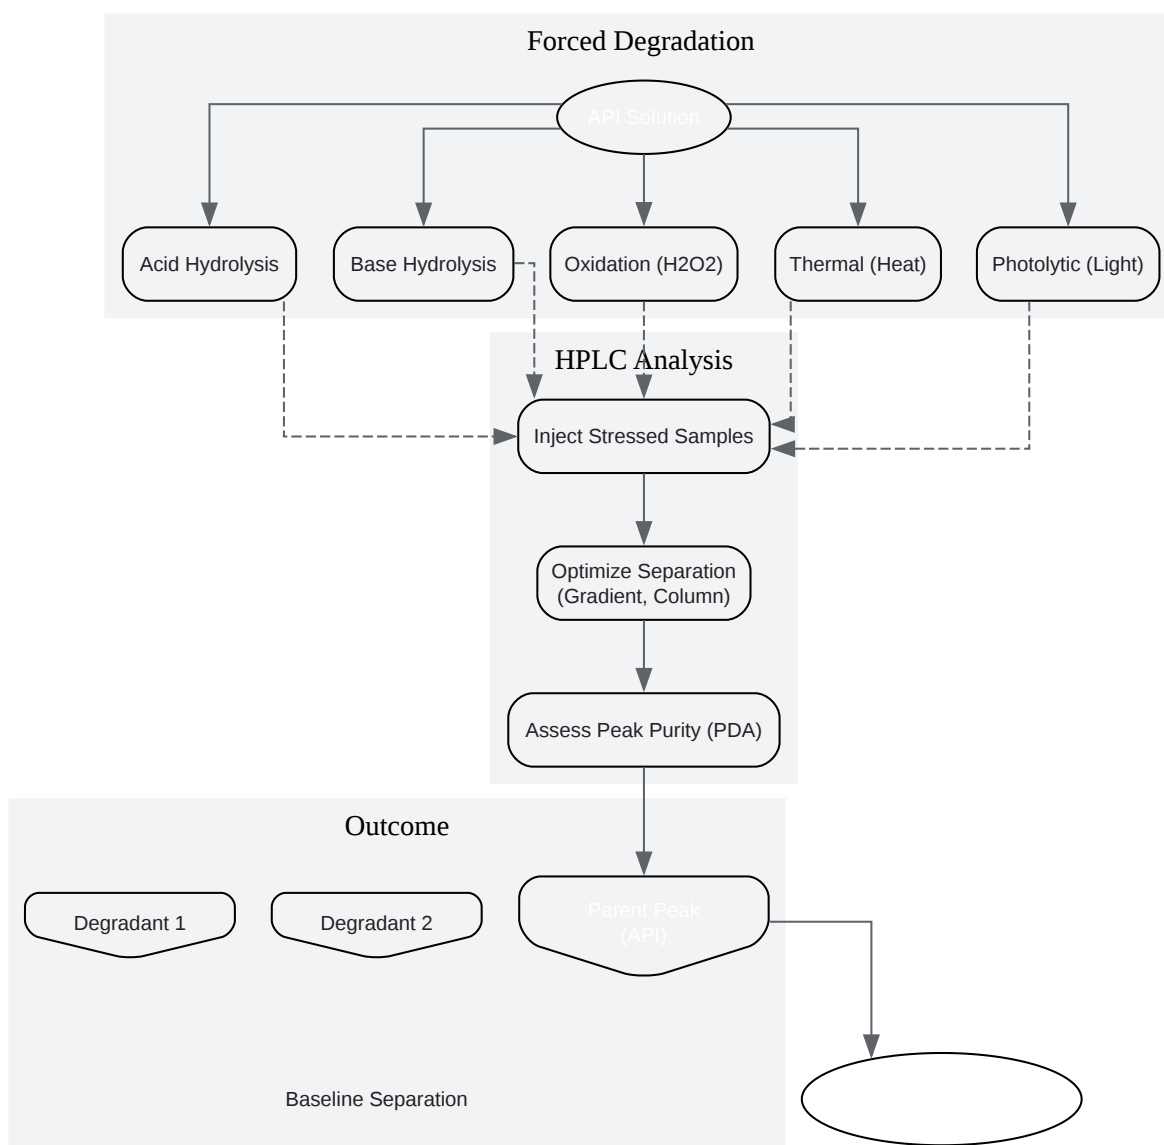 Forced Degradation
API Solution
Acid Hydrolysis
Base Hydrolysis
Oxidation (H2O2)
Thermal (Heat)
Photolytic (Light)
HPLC Analysis
Inject Stressed Samples
Optimize Separation
(Gradient, Column)
Assess Peak Purity (PDA)
Outcome
Degradant 1
Degradant 2
Parent Peak
(API)
Baseline Separation